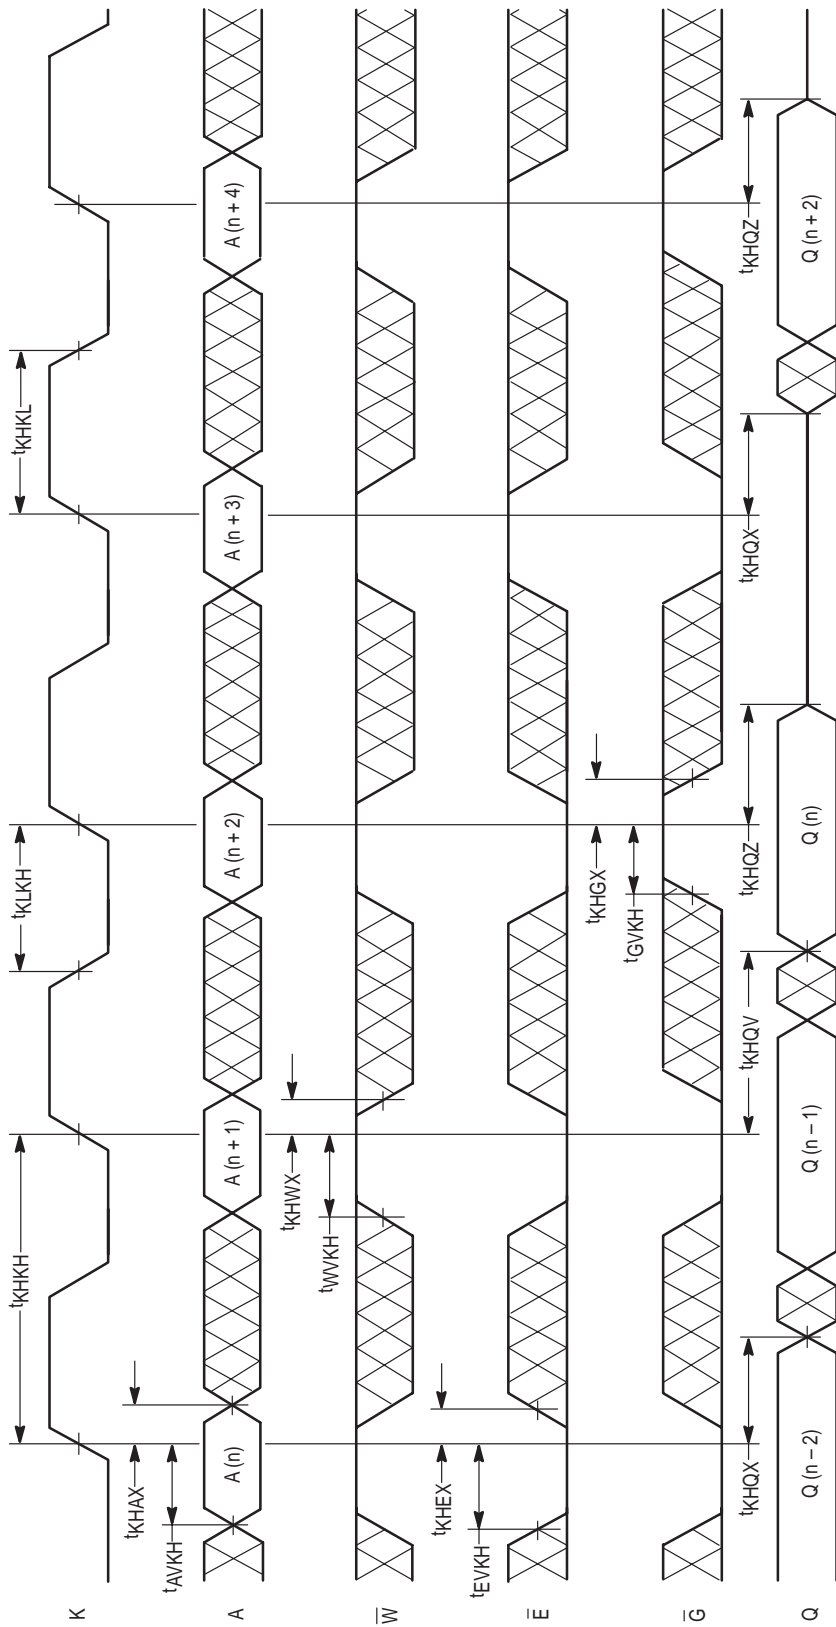 K
tKHKH
tKLKH
tKHKL
A
tAVKH
tKHAX
A (n)
A (n + 1)
A (n + 2)
A (n + 3)
A (n + 4)
W̅
tWVKH
tKHWX
E̅
tEVKH
tKHEX
G̅
tGVKH
tKHGX
tKHQX
tKHQV
tKHQZ
tKHQX
tKHQZ
Q
Q (n – 2)
Q (n – 1)
Q (n)
Q (n + 2)